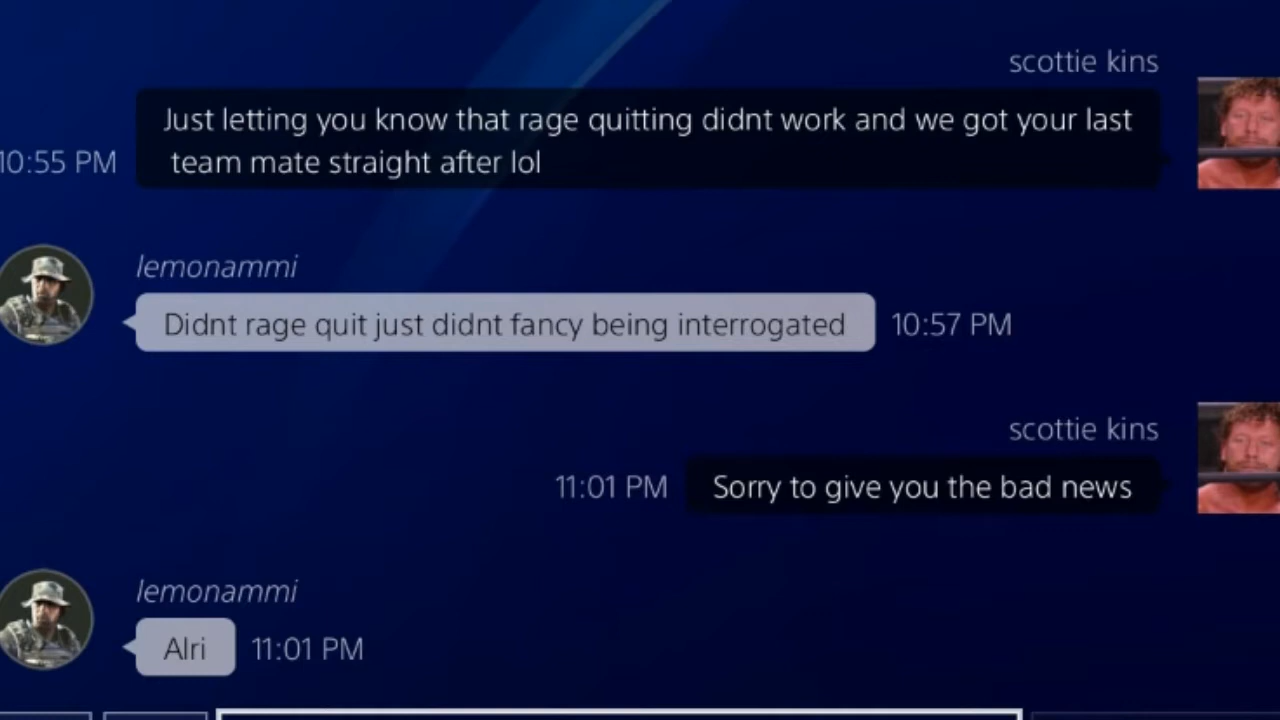 scottie kins
Just letting you know that rage quitting didnt work and we got your last
team mate straight after lol
10:55 PM
lemonammi
Didnt rage quit just didnt fancy being interrogated
10:57 PM
scottie kins
11:01 PM
Sorry to give you the bad news
lemonammi
Alri
11:01 PM